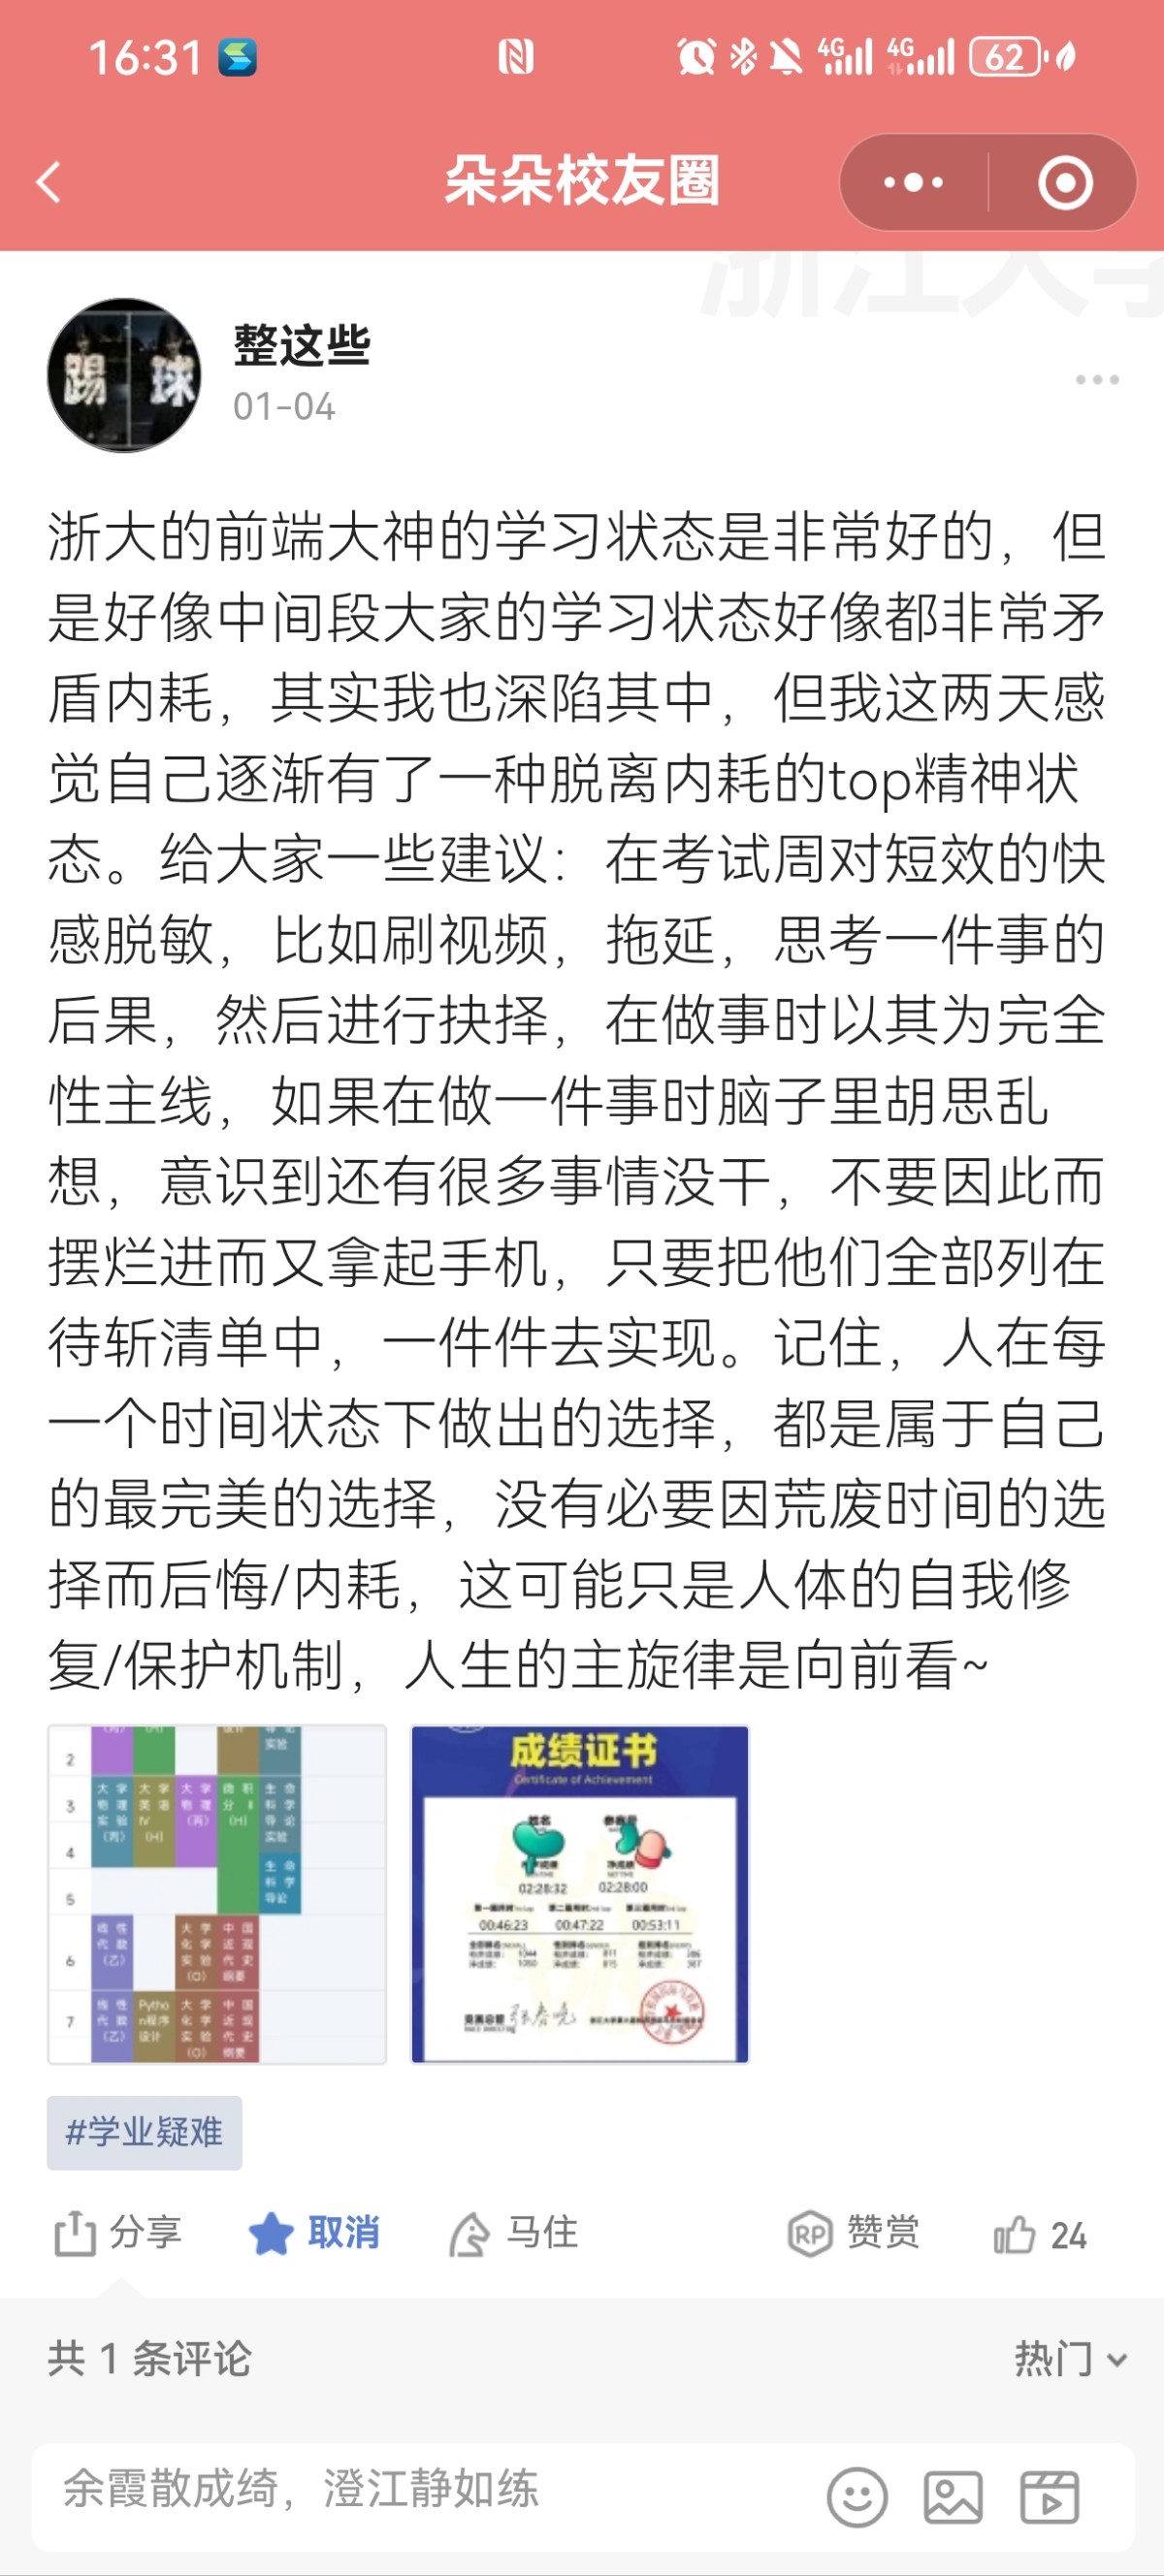 16:31
4G
4G
62
朵朵校友圈
浙江大学
踢 球
整这些
01-04
浙大的前端大神的学习状态是非常好的，但
是好像中间段大家的学习状态好像都非常矛
盾内耗，其实我也深陷其中，但我这两天感
觉自己逐渐有了一种脱离内耗的top精神状
态。给大家一些建议：在考试周对短效的快
感脱敏，比如刷视频，拖延，思考一件事的
后果，然后进行抉择，在做事时以其为完全
性主线，如果在做一件事时脑子里胡思乱
想，意识到还有很多事情没干，不要因此而
摆烂进而又拿起手机，只要把他们全部列在
待斩清单中，一件件去实现。记住，人在每
一个时间状态下做出的选择，都是属于自己
的最完美的选择，没有必要因荒废时间的选
择而后悔/内耗，这可能只是人体的自我修
复/保护机制，人生的主旋律是向前看~
2
实验
3
4
5
6
7
大学物理实验（丙）
大学英语IV（H）
大学物理（丙）
微积分II（H）
生命科学导论实验
生命科学导论
线性代数（乙）
大学化学实验（O）
中国近现代史纲要
线性代数（乙）
Python程序设计
大学化学实验（O）
中国近现代史纲要
成绩证书
Certificate of Achievement
姓名
02:28:32
净成绩
02:28:00
00:46:23 00:47:22 00:53:11
#学业疑难
分享 取消 马住 RP 赞赏 24
共 1 条评论
热门
余霞散成绮，澄江静如练